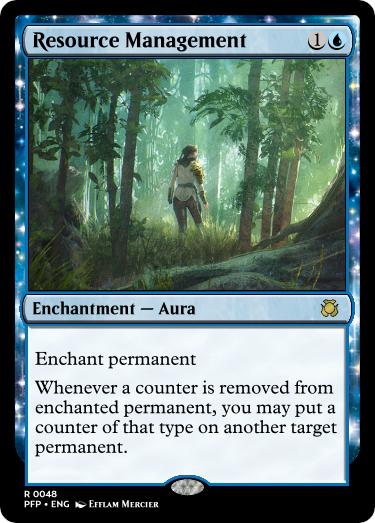 Resource Management 1
Enchantment — Aura
Enchant permanent
Whenever a counter is removed from
enchanted permanent, you may put a
counter of that type on another target
permanent.
R 0048
PFP • ENG Efflam Mercier